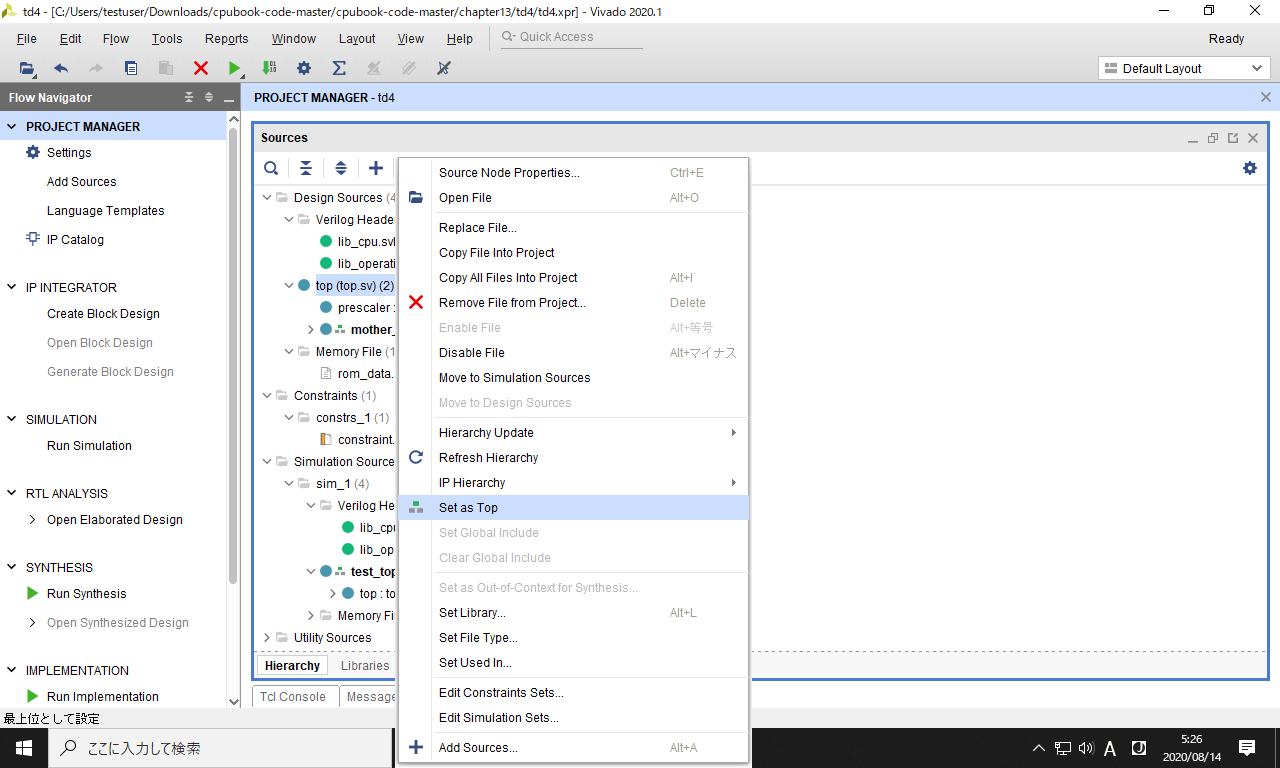 td4 - [C:/Users/testuser/Downloads/cpubook-code-master/cpubook-code-master/chapter13/td4/td4.xpr] - Vivado 2020.1
File Edit Flow Tools Reports Window Layout View Help Quick Access Ready
Default Layout
Flow Navigator
PROJECT MANAGER - td4
PROJECT MANAGER
Settings
Add Sources
Language Templates
IP Catalog
IP INTEGRATOR
Create Block Design
Open Block Design
Generate Block Design
SIMULATION
Run Simulation
RTL ANALYSIS
Open Elaborated Design
SYNTHESIS
Run Synthesis
Open Synthesized Design
IMPLEMENTATION
Run Implementation
Sources
Design Sources (4
Verilog Heade
lib_cpu.svl
lib_operati
top (top.sv) (2)
prescaler :
mother_
Memory File (1
rom_data.
Constraints (1)
constrs_1 (1)
constraint.
Simulation Source
sim_1 (4)
Verilog He
lib_cpu
lib_op
test_top
top : to
Memory Fi
Utility Sources
Hierarchy Libraries
Tcl Console Message
Source Node Properties... Ctrl+E
Open File Alt+O
Replace File...
Copy File Into Project
Copy All Files Into Project Alt+I
Remove File from Project... Delete
Enable File Alt+等号
Disable File Alt+マイナス
Move to Simulation Sources
Move to Design Sources
Hierarchy Update
Refresh Hierarchy
IP Hierarchy
Set as Top
Set Global Include
Clear Global Include
Set as Out-of-Context for Synthesis...
Set Library... Alt+L
Set File Type...
Set Used In...
Edit Constraints Sets...
Edit Simulation Sets...
Add Sources... Alt+A
最上位として設定
ここに入力して検索
A
J
5:26
2020/08/14